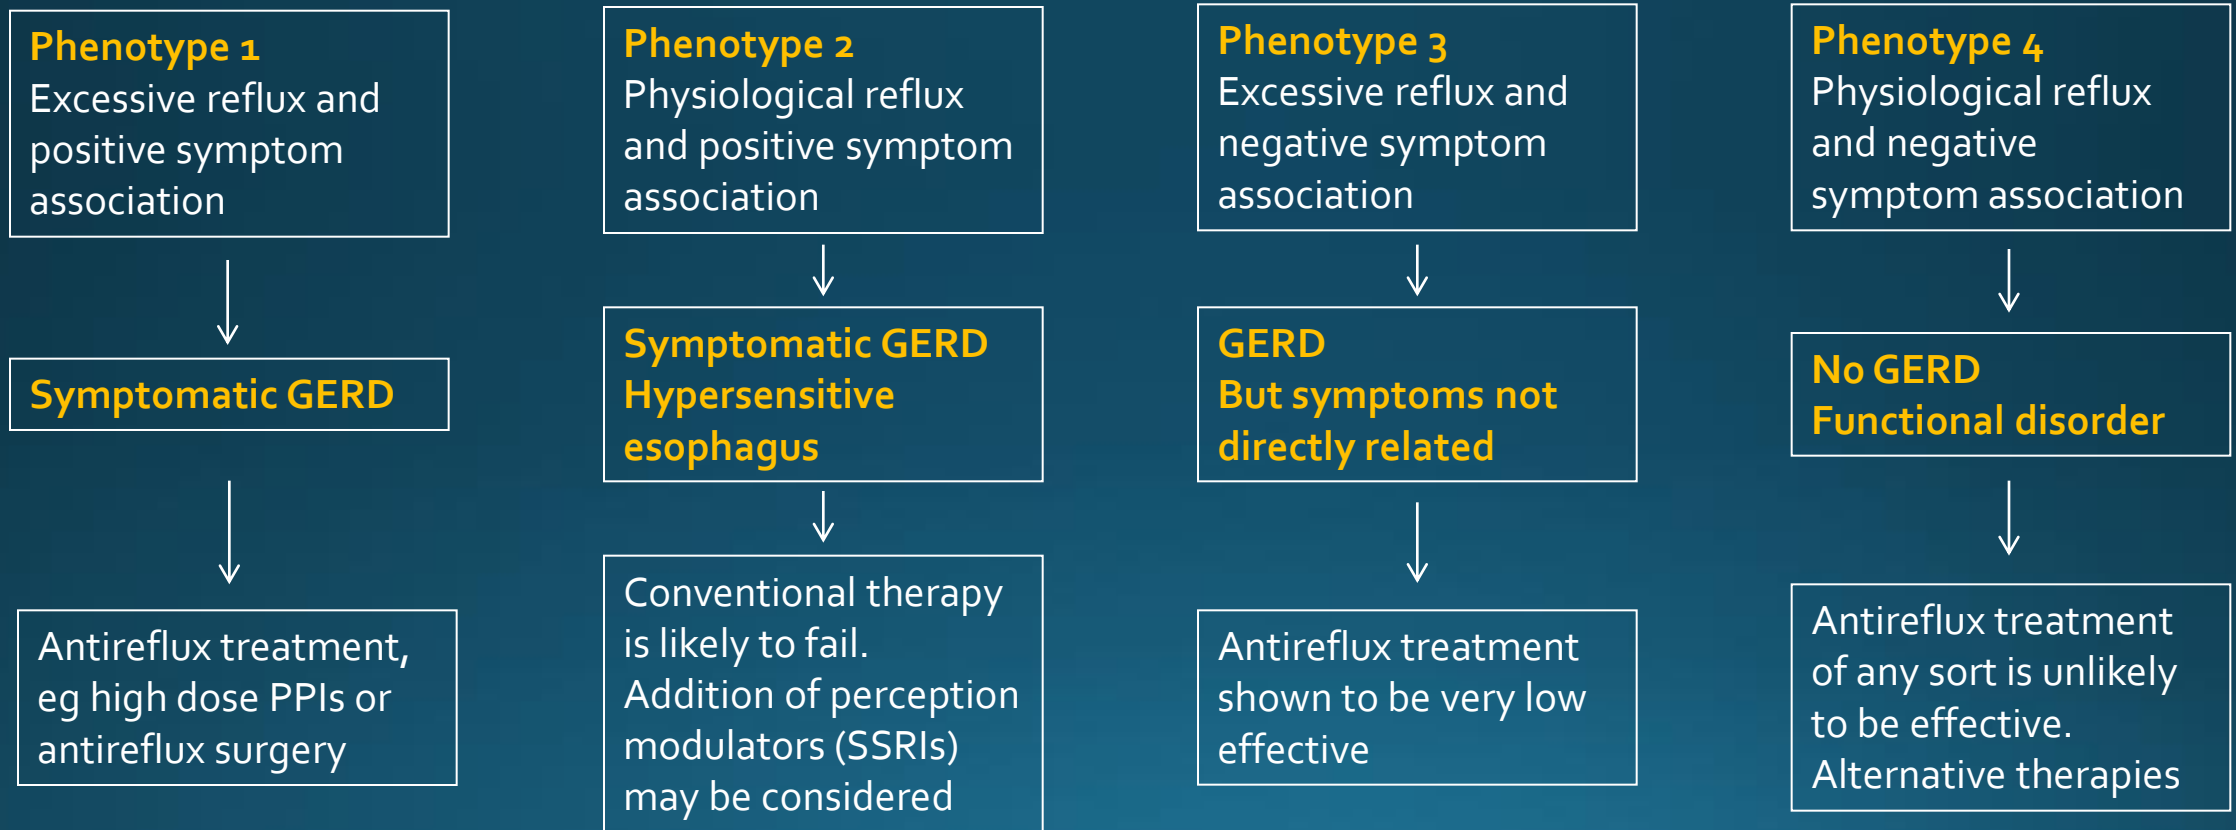 Phenotype 1
Excessive reflux and
positive symptom
association
Symptomatic GERD
Antireflux treatment,
eg high dose PPIs or
antireflux surgery
Phenotype 2
Physiological reflux
and positive symptom
association
Symptomatic GERD
Hypersensitive
esophagus
Conventional therapy
is likely to fail.
Addition of perception
modulators (SSRIs)
may be considered
Phenotype 3
Excessive reflux and
negative symptom
association
GERD
But symptoms not
directly related
Antireflux treatment
shown to be very low
effective
Phenotype 4
Physiological reflux
and negative
symptom association
No GERD
Functional disorder
Antireflux treatment
of any sort is unlikely
to be effective.
Alternative therapies